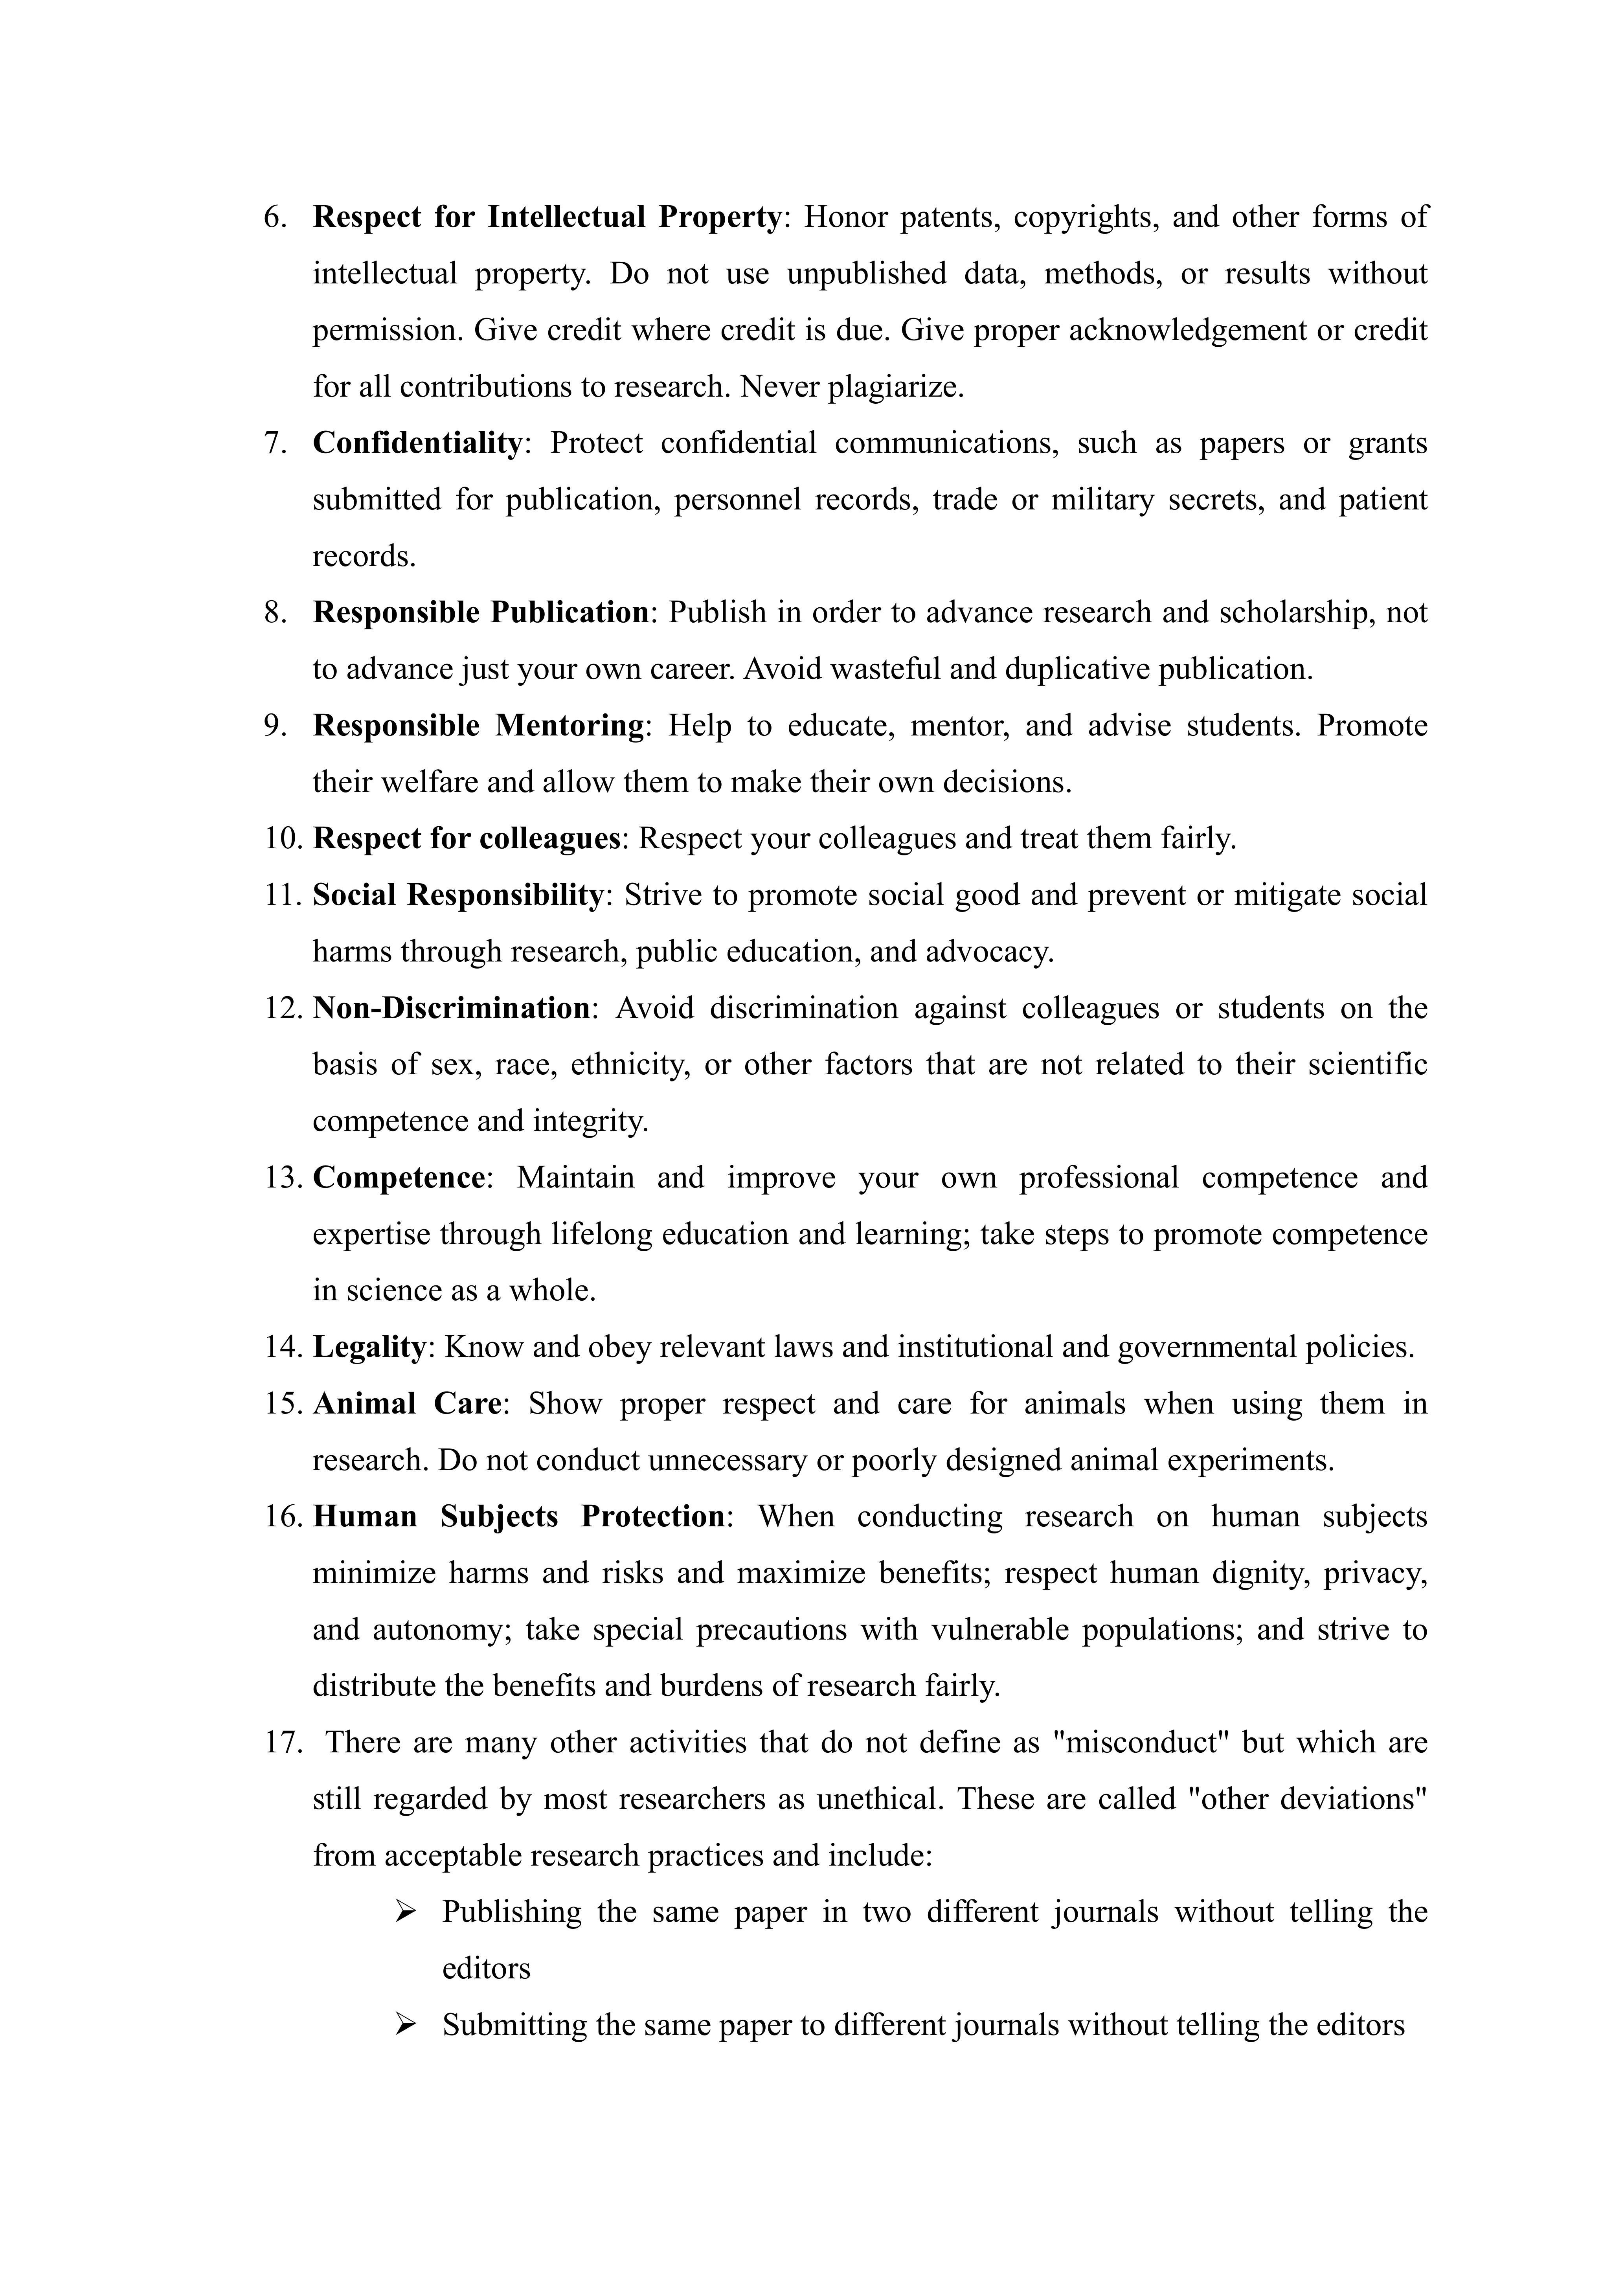 6. Respect for Intellectual Property: Honor patents, copyrights, and other forms of
intellectual property. Do not use unpublished data, methods, or results without
permission. Give credit where credit is due. Give proper acknowledgement or credit
for all contributions to research. Never plagiarize.
7. Confidentiality: Protect confidential communications, such as papers or grants
submitted for publication, personnel records, trade or military secrets, and patient
records.
8. Responsible Publication: Publish in order to advance research and scholarship, not
to advance just your own career. Avoid wasteful and duplicative publication.
9. Responsible Mentoring: Help to educate, mentor, and advise students. Promote
their welfare and allow them to make their own decisions.
10. Respect for colleagues: Respect your colleagues and treat them fairly.
11. Social Responsibility: Strive to promote social good and prevent or mitigate social
harms through research, public education, and advocacy.
12. Non-Discrimination: Avoid discrimination against colleagues or students on the
basis of sex, race, ethnicity, or other factors that are not related to their scientific
competence and integrity.
13. Competence: Maintain and improve your own professional competence and
expertise through lifelong education and learning; take steps to promote competence
in science as a whole.
14. Legality: Know and obey relevant laws and institutional and governmental policies.
15. Animal Care: Show proper respect and care for animals when using them in
research. Do not conduct unnecessary or poorly designed animal experiments.
16. Human Subjects Protection: When conducting research on human subjects
minimize harms and risks and maximize benefits; respect human dignity, privacy,
and autonomy; take special precautions with vulnerable populations; and strive to
distribute the benefits and burdens of research fairly.
17. There are many other activities that do not define as "misconduct" but which are
still regarded by most researchers as unethical. These are called "other deviations"
from acceptable research practices and include:
➢ Publishing the same paper in two different journals without telling the
editors
➢ Submitting the same paper to different journals without telling the editors